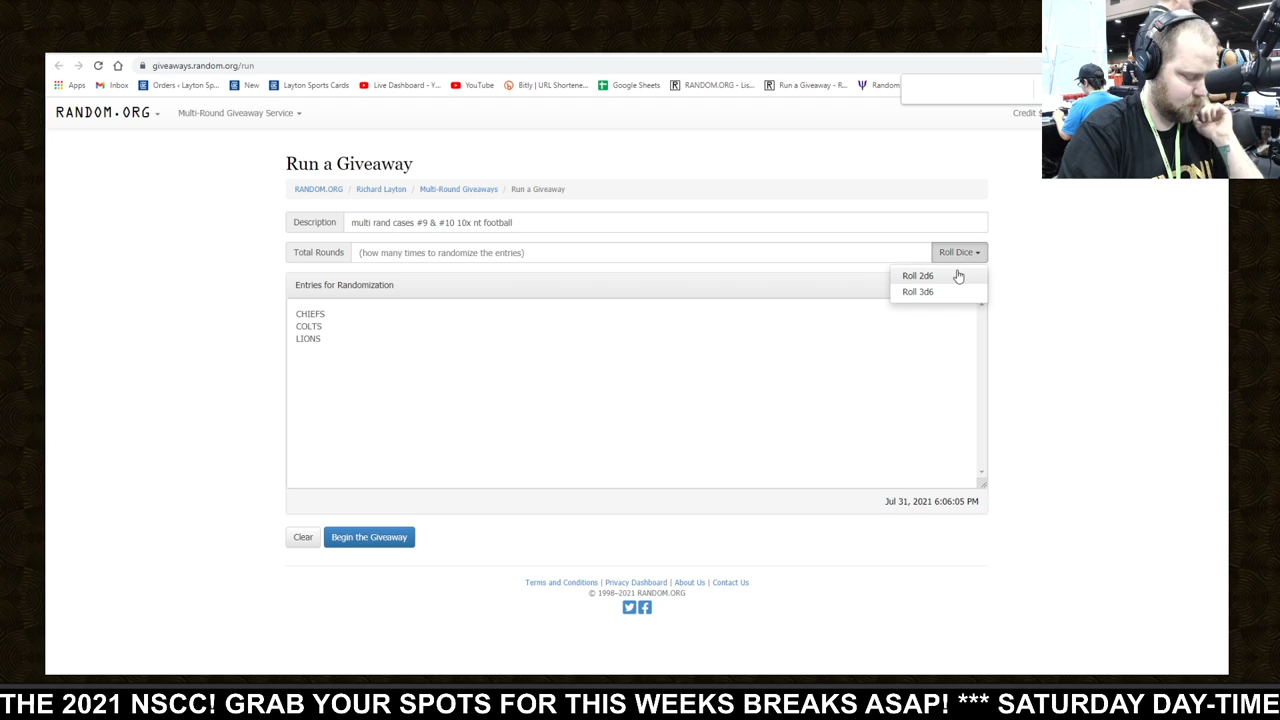 giveaways.random.org/run
Apps Inbox Orders ‹ Layton Sp... New Layton Sports Cards Live Dashboard - Y... YouTube Bitly | URL Shortene... Google Sheets RANDOM.ORG - Lis... Run a Giveaway - R... Random
RANDOM.ORG Multi-Round Giveaway Service Credit
Run a Giveaway
RANDOM.ORG / Richard Layton / Multi-Round Giveaways / Run a Giveaway
Description multi rand cases #9 & #10 10x nt football
Total Rounds (how many times to randomize the entries) Roll Dice
Roll 2d6
Roll 3d6
Entries for Randomization
CHIEFS
COLTS
LIONS
Jul 31, 2021 6:06:05 PM
Clear Begin the Giveaway
Terms and Conditions | Privacy Dashboard | About Us | Contact Us
© 1998–2021 RANDOM.ORG
THE 2021 NSCC! GRAB YOUR SPOTS FOR THIS WEEKS BREAKS ASAP! *** SATURDAY DAY-TIME